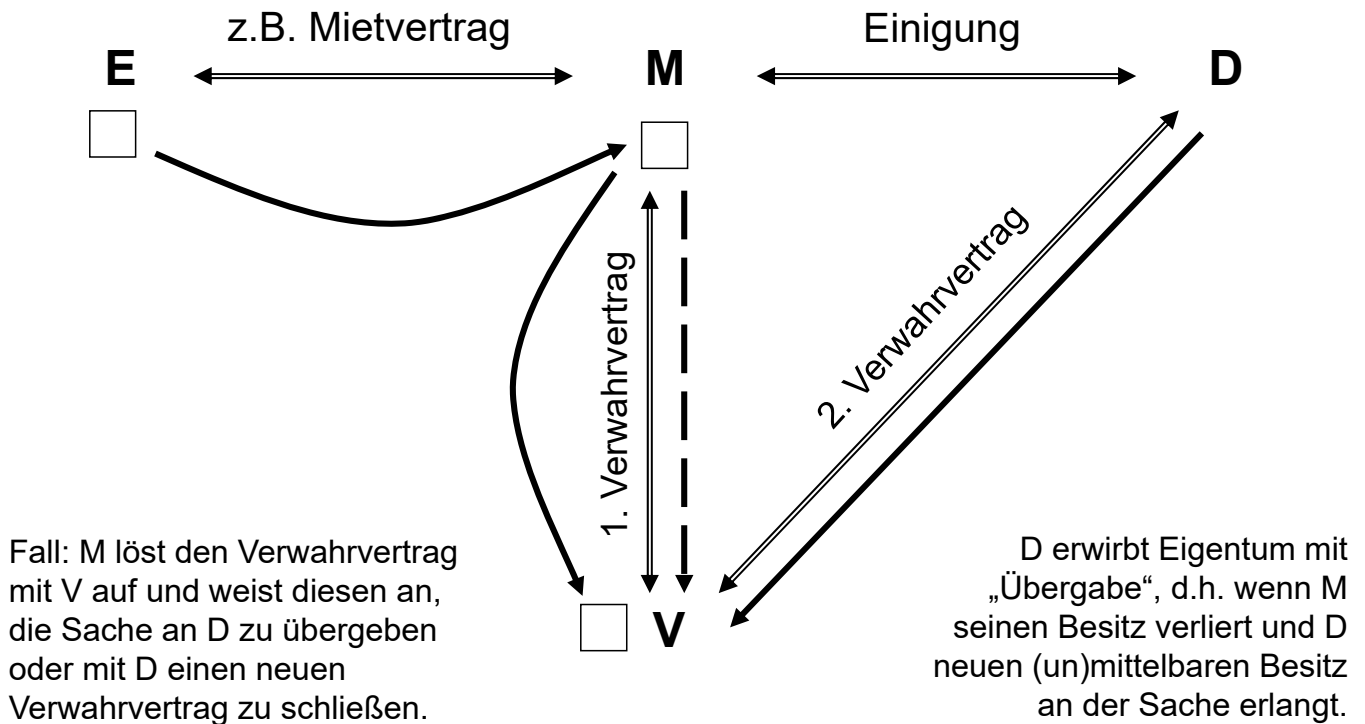 z.B. Mietvertrag
Einigung
E
M
D
1. Verwahrvertrag
2. Verwahrvertrag
Fall: M löst den Verwahrvertrag
mit V auf und weist diesen an,
die Sache an D zu übergeben
oder mit D einen neuen
Verwahrvertrag zu schließen.
V
D erwirbt Eigentum mit
„Übergabe“, d.h. wenn M
seinen Besitz verliert und D
neuen (un)mittelbaren Besitz
an der Sache erlangt.